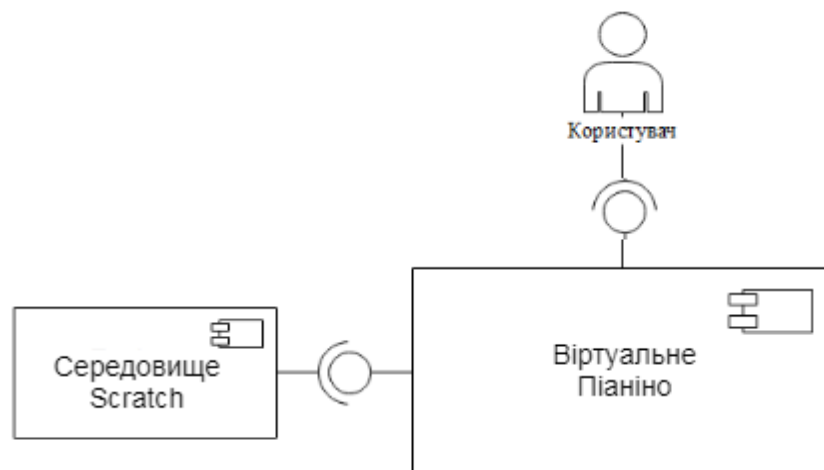 Користувач
Середовище
Scratch
Віртуальне
Піаніно